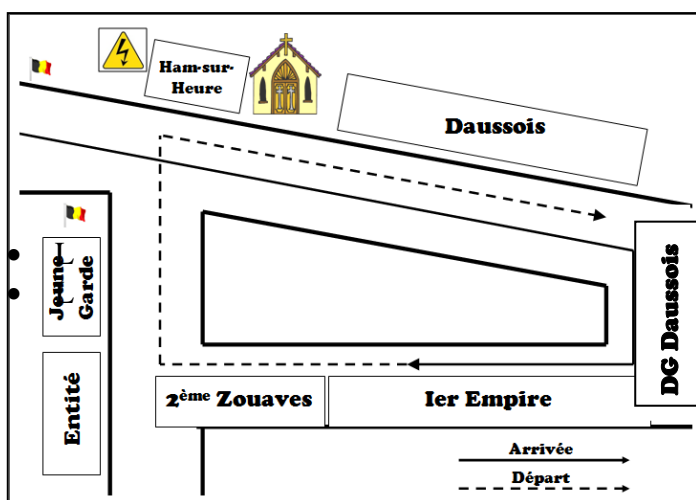 Ham-sur-
Heure
Daussois
Jeune
Garde
DG Daussois
Entité
2ème Zouaves
Ier Empire
Arrivée
Départ